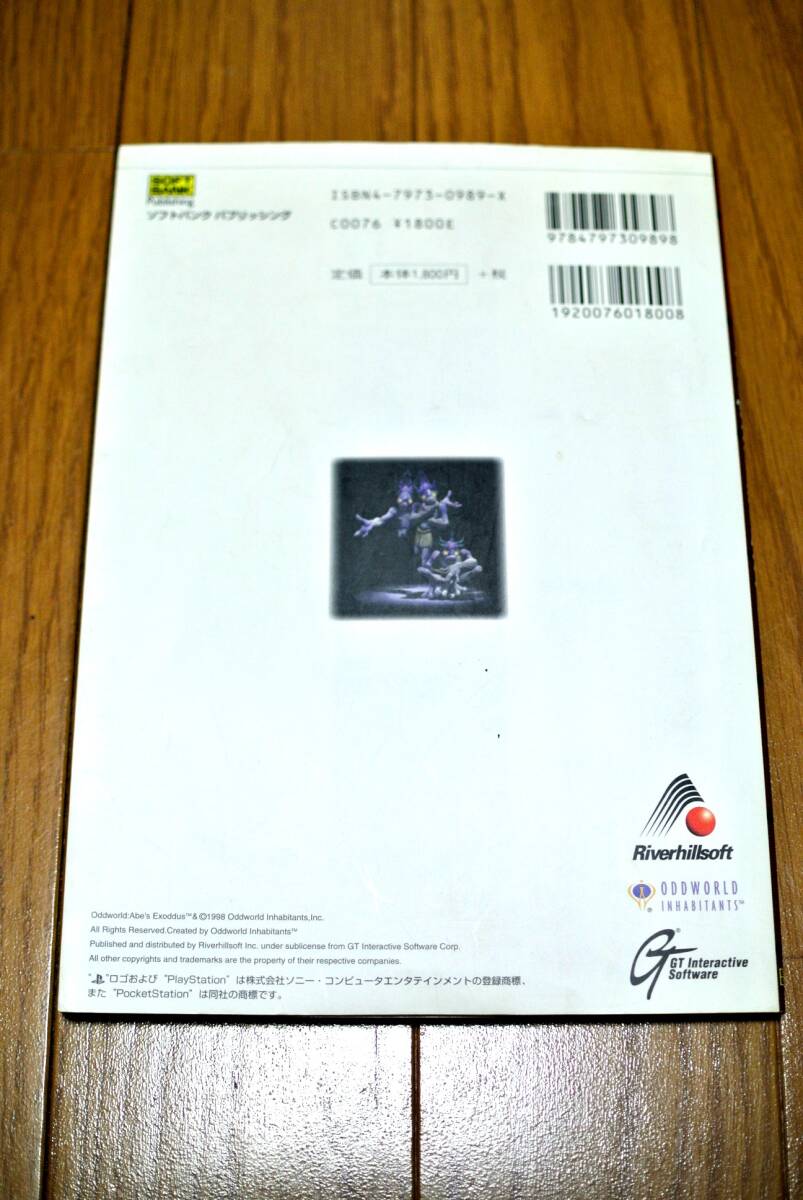 SOFT
BANK
Publishing
ソフトバンク パブリッシング
ISBN4-7973-0989-X
C0076 ¥1800E
定価 本体1,800円 +税
9784797309898
1920076018008
Riverhillsoft
ODDWORLD
INHABITANTS™
GT Interactive
Software
Oddworld:Abe's Exoddus™&©1998 Oddworld Inhabitants,Inc.
All Rights Reserved.Created by Oddworld Inhabitants™
Published and distributed by Riverhillsoft Inc. under sublicense from GT Interactive Software Corp.
All other copyrights and trademarks are the property of their respective companies.
"PS"ロゴおよび "PlayStation" は株式会社ソニー・コンピュータエンタテインメントの登録商標、
また "PocketStation" は同社の商標です。